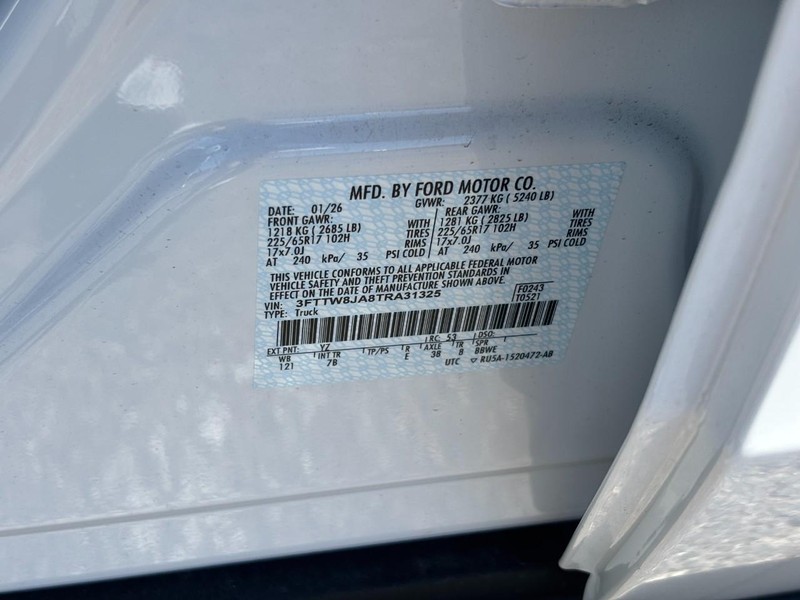 MFD. BY FORD MOTOR CO.
DATE: 01/26 GVWR: 2377 KG ( 5240 LB)
FRONT GAWR: REAR GAWR:
1218 KG ( 2685 LB) WITH 1281 KG ( 2825 LB) WITH
225/65R17 102H TIRES 225/65R17 102H TIRES
17x7.0J RIMS 17x7.0J RIMS
AT 240 kPa/ 35 PSI COLD AT 240 kPa/ 35 PSI COLD
THIS VEHICLE CONFORMS TO ALL APPLICABLE FEDERAL MOTOR
VEHICLE SAFETY AND THEFT PREVENTION STANDARDS IN
EFFECT ON THE DATE OF MANUFACTURE SHOWN ABOVE.
VIN: 3FTTW8JA8TRA31325 F0243
TYPE: Truck T0521
EXT PNT: YZ RC: 53 DSO:
WB INT TR TP/PS R AXLE TR SPR
121 7B E 3B 8 BBWE
UTC RU5A-1520472-AB